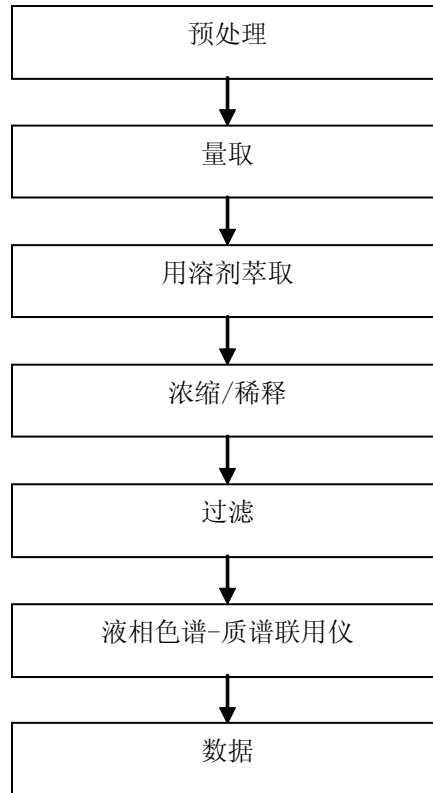 预处理
量取
用溶剂萃取
浓缩/稀释
过滤
液相色谱-质谱联用仪
数据